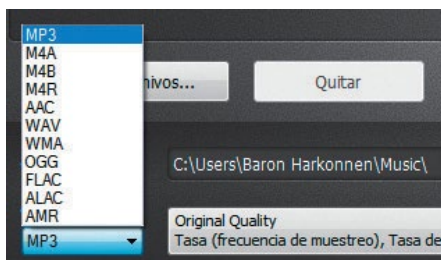 MP3
M4A
M4B
M4R
AAC
WAV
WMA
OGG
FLAC
ALAC
AMR
MP3
hivos...
Quitar
C:\Users\Baron Harkonnen\Music\
Original Quality
Tasa (frecuencia de muestreo), Tasa de